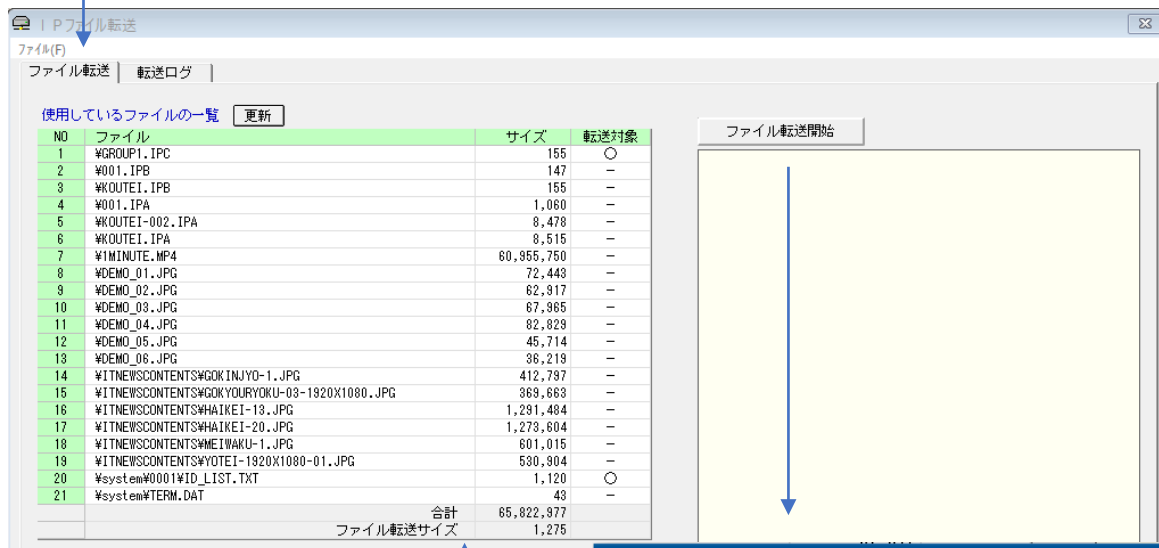 ＩＰファイル転送
ファイル(F)
ファイル転送 転送ログ
使用しているファイルの一覧 更新
ファイル転送開始
NO ファイル サイズ 転送対象
1 ¥GROUP1.IPC 155 ○
2 ¥001.IPB 147 －
3 ¥KOUTEI.IPB 155 －
4 ¥001.IPA 1,060 －
5 ¥KOUTEI-002.IPA 8,478 －
6 ¥KOUTEI.IPA 8,515 －
7 ¥1MINUTE.MP4 60,955,750 －
8 ¥DEMO_01.JPG 72,443 －
9 ¥DEMO_02.JPG 62,917 －
10 ¥DEMO_03.JPG 67,965 －
11 ¥DEMO_04.JPG 82,829 －
12 ¥DEMO_05.JPG 45,714 －
13 ¥DEMO_06.JPG 36,219 －
14 ¥ITNEWSCONTENTS¥GOKINJYO-1.JPG 412,797 －
15 ¥ITNEWSCONTENTS¥GOKYOURYOKU-03-1920X1080.JPG 369,663 －
16 ¥ITNEWSCONTENTS¥HAIKEI-13.JPG 1,291,484 －
17 ¥ITNEWSCONTENTS¥HAIKEI-20.JPG 1,273,604 －
18 ¥ITNEWSCONTENTS¥MEIWAKU-1.JPG 601,015 －
19 ¥ITNEWSCONTENTS¥YOTEI-1920X1080-01.JPG 530,904 －
20 ¥system¥0001¥ID_LIST.TXT 1,120 ○
21 ¥system¥TERM.DAT 43 －
合計 65,822,977
ファイル転送サイズ 1,275